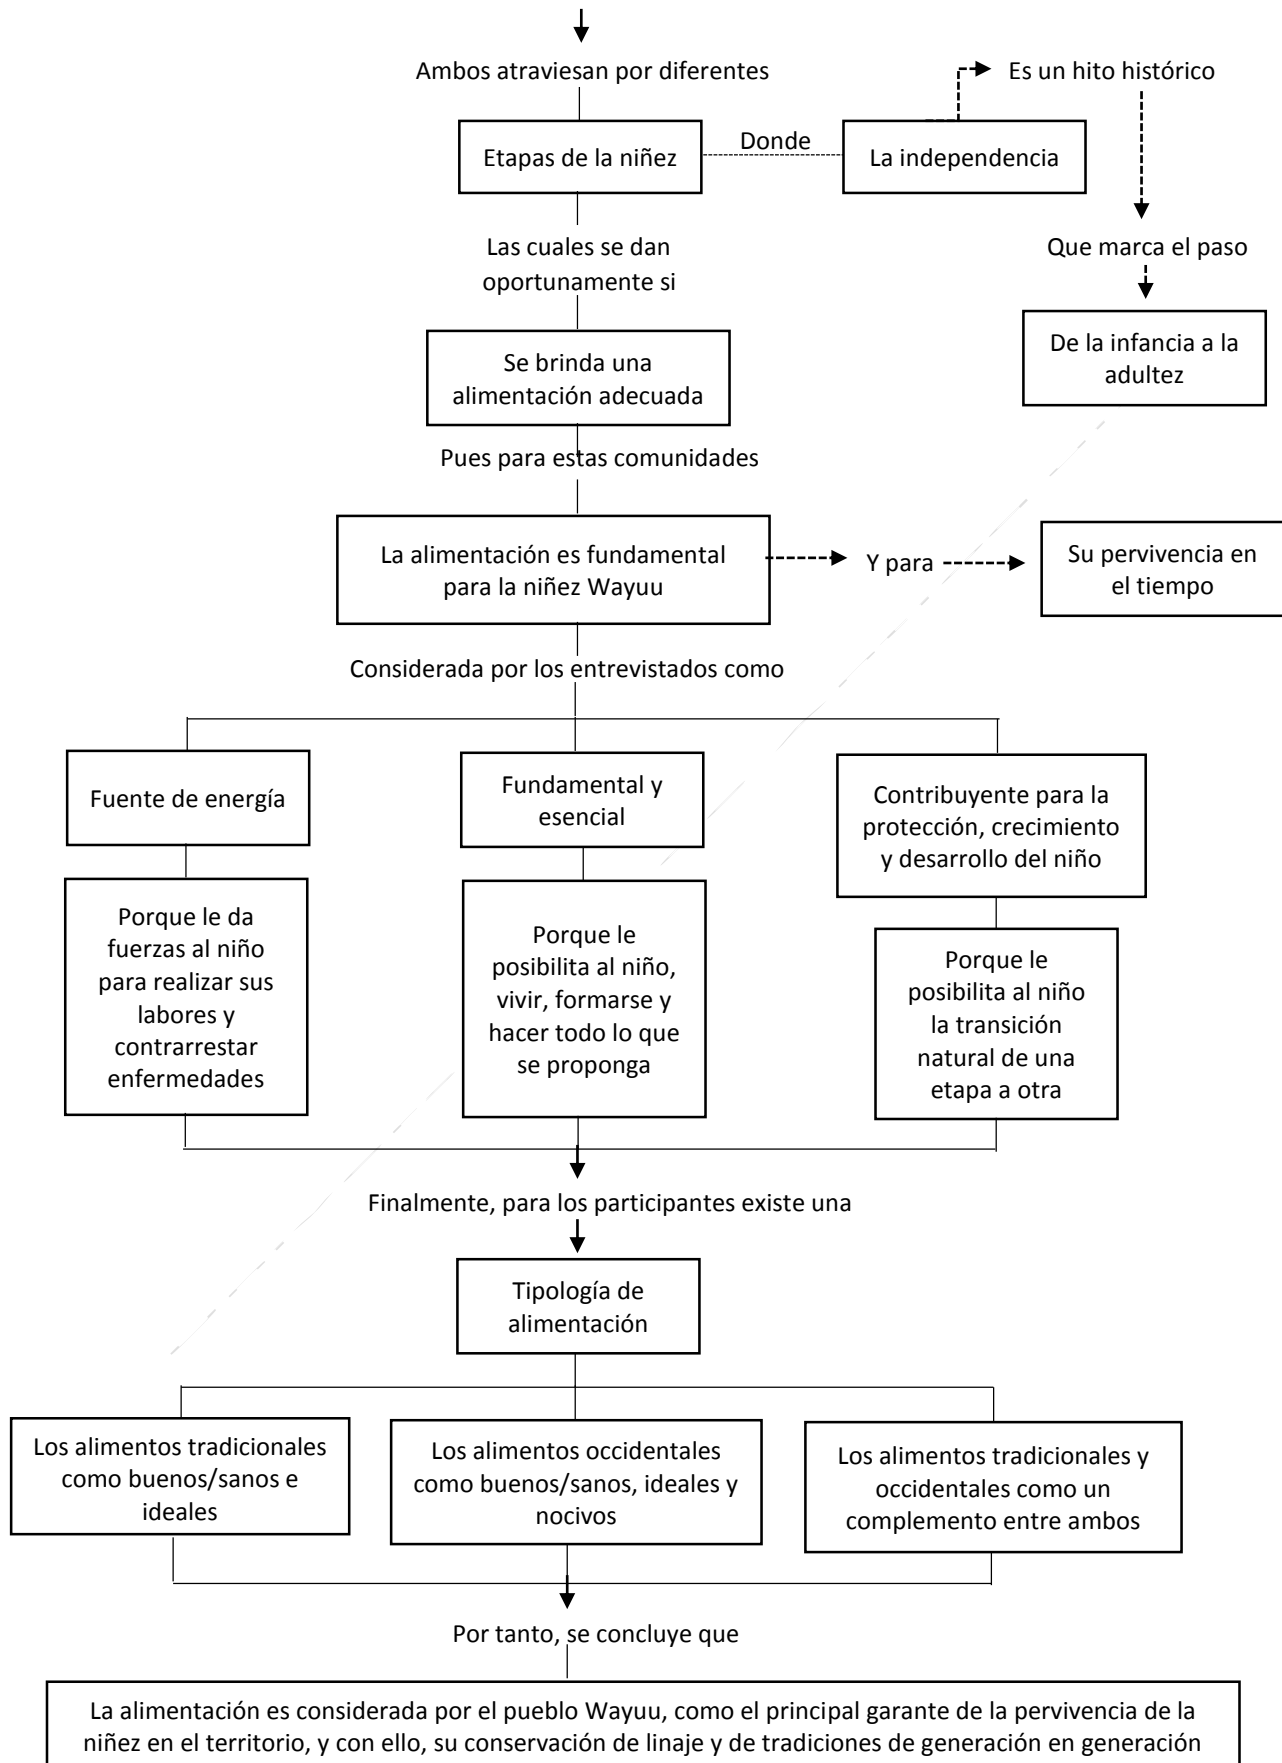 Ambos atraviesan por diferentes
Es un hito histórico
Etapas de la niñez
Donde
La independencia
Las cuales se dan
oportunamente si
Que marca el paso
Se brinda una
alimentación adecuada
De la infancia a la
adultez
Pues para estas comunidades
La alimentación es fundamental
para la niñez Wayuu
Y para
Su pervivencia en
el tiempo
Considerada por los entrevistados como
Fuente de energía
Fundamental y
esencial
Contribuyente para la
protección, crecimiento
y desarrollo del niño
Porque le da
fuerzas al niño
para realizar sus
labores y
contrarrestar
enfermedades
Porque le
posibilita al niño,
vivir, formarse y
hacer todo lo que
se proponga
Porque le
posibilita al niño
la transición
natural de una
etapa a otra
Finalmente, para los participantes existe una
Tipología de
alimentación
Los alimentos tradicionales
como buenos/sanos e
ideales
Los alimentos occidentales
como buenos/sanos, ideales y
nocivos
Los alimentos tradicionales y
occidentales como un
complemento entre ambos
Por tanto, se concluye que
La alimentación es considerada por el pueblo Wayuu, como el principal garante de la pervivencia de la
niñez en el territorio, y con ello, su conservación de linaje y de tradiciones de generación en generación